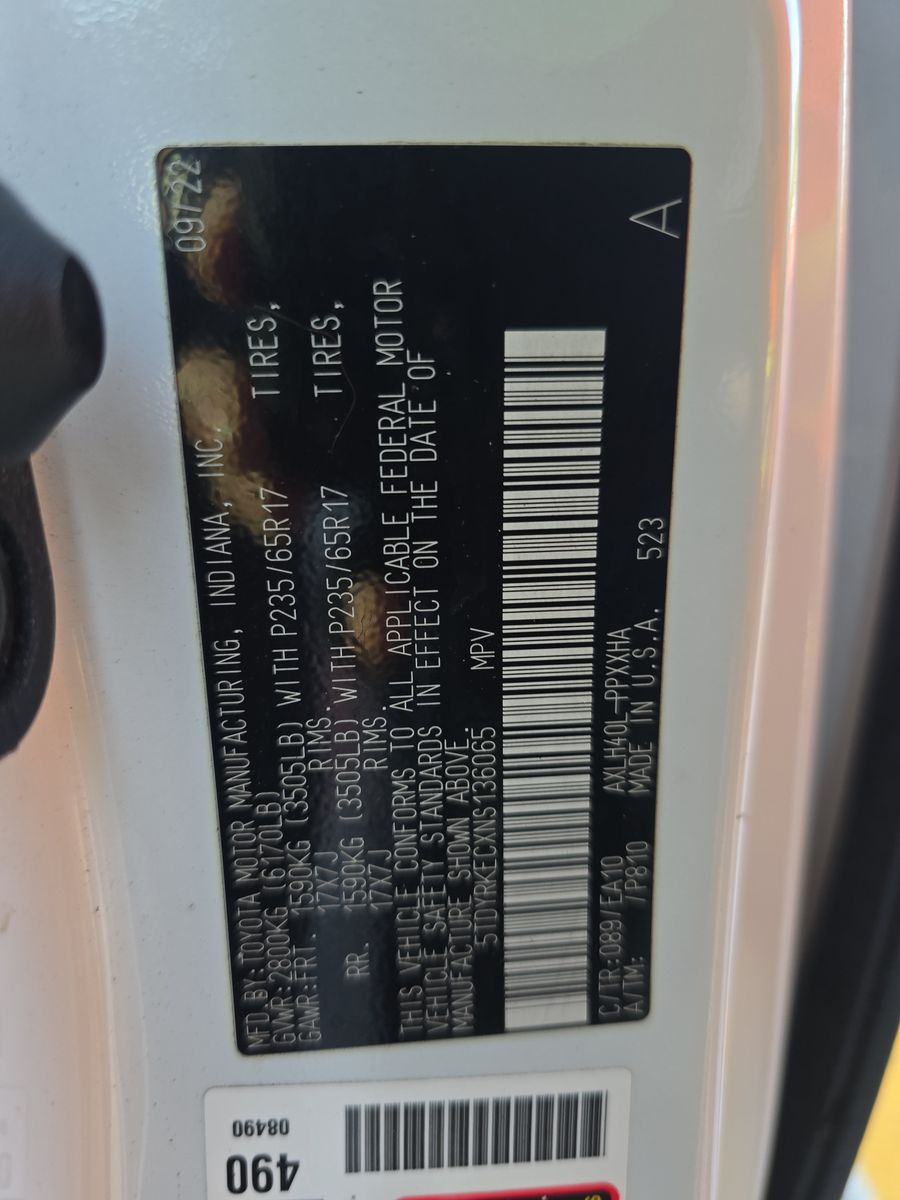 MFD BY: TOYOTA MOTOR MANUFACTURING, INDIANA, INC. 09/22
GVWR: 2800KG (6170LB)
GAWR: FRT. 1590KG (3505LB) WITH P235/65R17 TIRES,
17X7J RIMS.
RR. 1590KG (3505LB) WITH P235/65R17 TIRES,
17X7J RIMS.
THIS VEHICLE CONFORMS TO ALL APPLICABLE FEDERAL MOTOR
VEHICLE SAFETY STANDARDS IN EFFECT ON THE DATE OF
MANUFACTURE SHOWN ABOVE
5TDYRKECXNS136065 MPV
C/TR: 089/EA10 AXLH40L-PPXXHA A
A/TM: /P810 MADE IN U.S.A. 523
08490
490